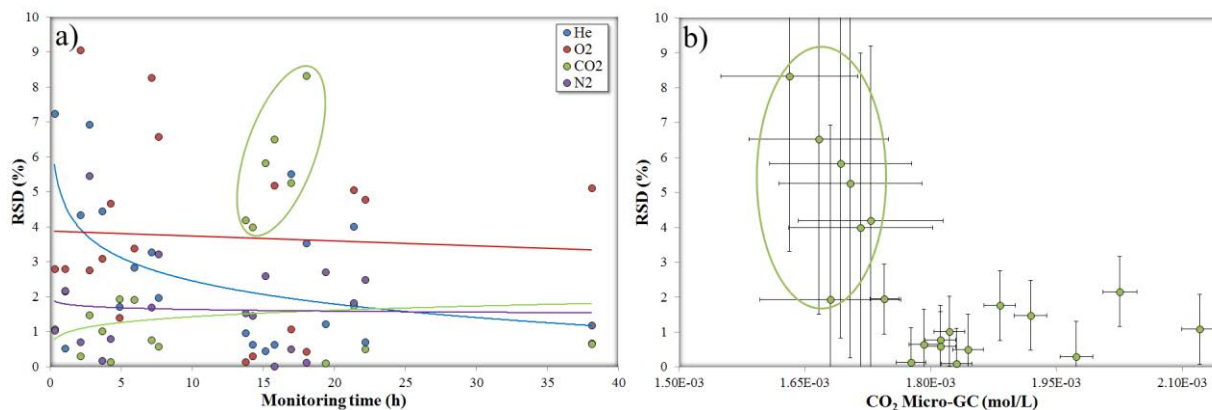 a)
He
O2
CO2
N2
RSD (%)
10
9
8
7
6
5
4
3
2
1
0
0 5 10 15 20 25 30 35 40
Monitoring time (h)
b)
RSD (%)
10
9
8
7
6
5
4
3
2
1
0
1.50E-03 1.65E-03 1.80E-03 1.95E-03 2.10E-03
CO₂ Micro-GC (mol/L)